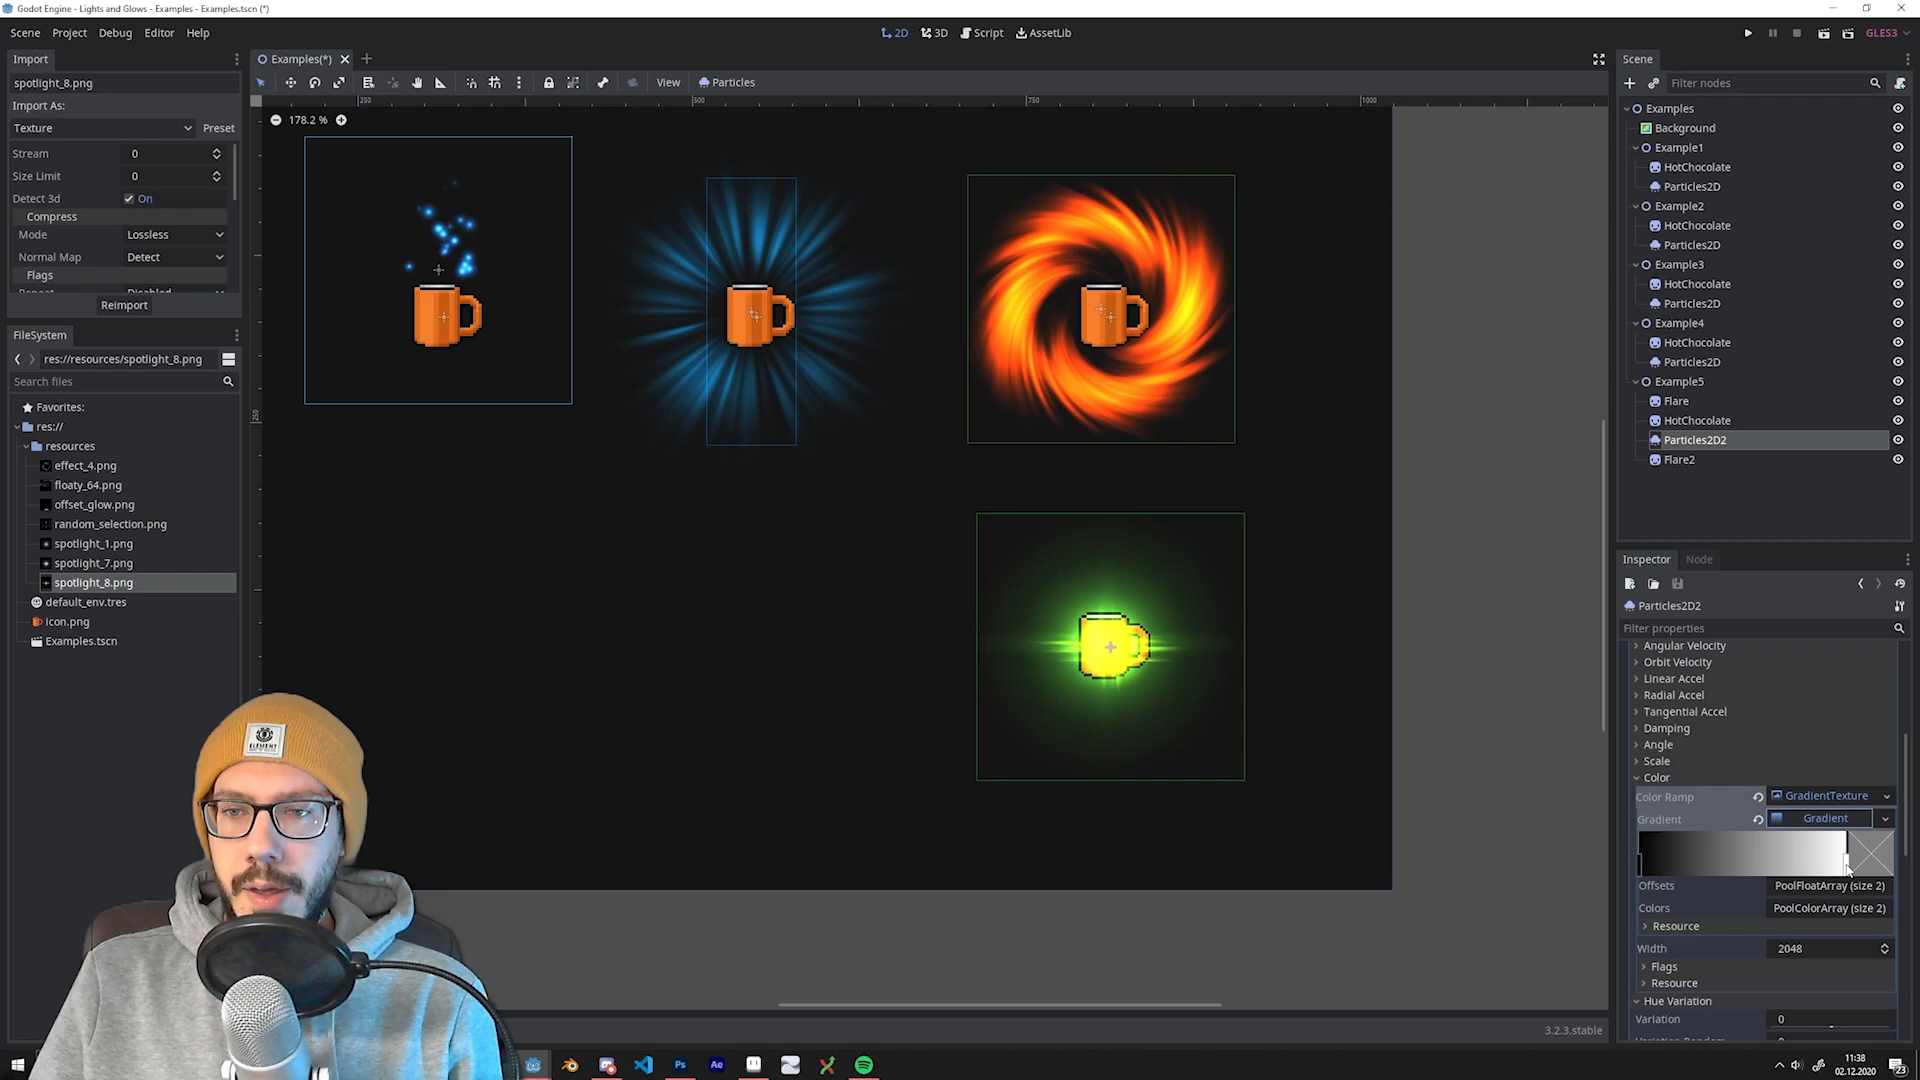 Godot Engine - Lights and Glows - Examples - Examples.tscn (*)
Scene Project Debug Editor Help
2D 3D Script AssetLib
GLES3
Import
spotlight_8.png
Import As:
Texture Preset
Stream 0
Size Limit 0
Detect 3d On
Compress
Mode Lossless
Normal Map Detect
Flags
Reimport
FileSystem
res://resources/spotlight_8.png
Search files
Favorites:
res://
resources
effect_4.png
floaty_64.png
offset_glow.png
random_selection.png
spotlight_1.png
spotlight_7.png
spotlight_8.png
default_env.tres
icon.png
Examples.tscn
Examples(*)
View Particles
250 500 750 1000
178.2 %
250
3.2.3.stable
ELEMENT
Scene
Filter nodes
Examples
Background
Example1
HotChocolate
Particles2D
Example2
HotChocolate
Particles2D
Example3
HotChocolate
Particles2D
Example4
HotChocolate
Particles2D
Example5
Flare
HotChocolate
Particles2D2
Flare2
Inspector Node
Particles2D2
Filter properties
Angular Velocity
Orbit Velocity
Linear Accel
Radial Accel
Tangential Accel
Damping
Angle
Scale
Color
Color Ramp GradientTexture
Gradient Gradient
Offsets PoolFloatArray (size 2)
Colors PoolColorArray (size 2)
Resource
Width 2048
Flags
Resource
Hue Variation
Variation 0
Ps Ae
11:38
02.12.2020
23